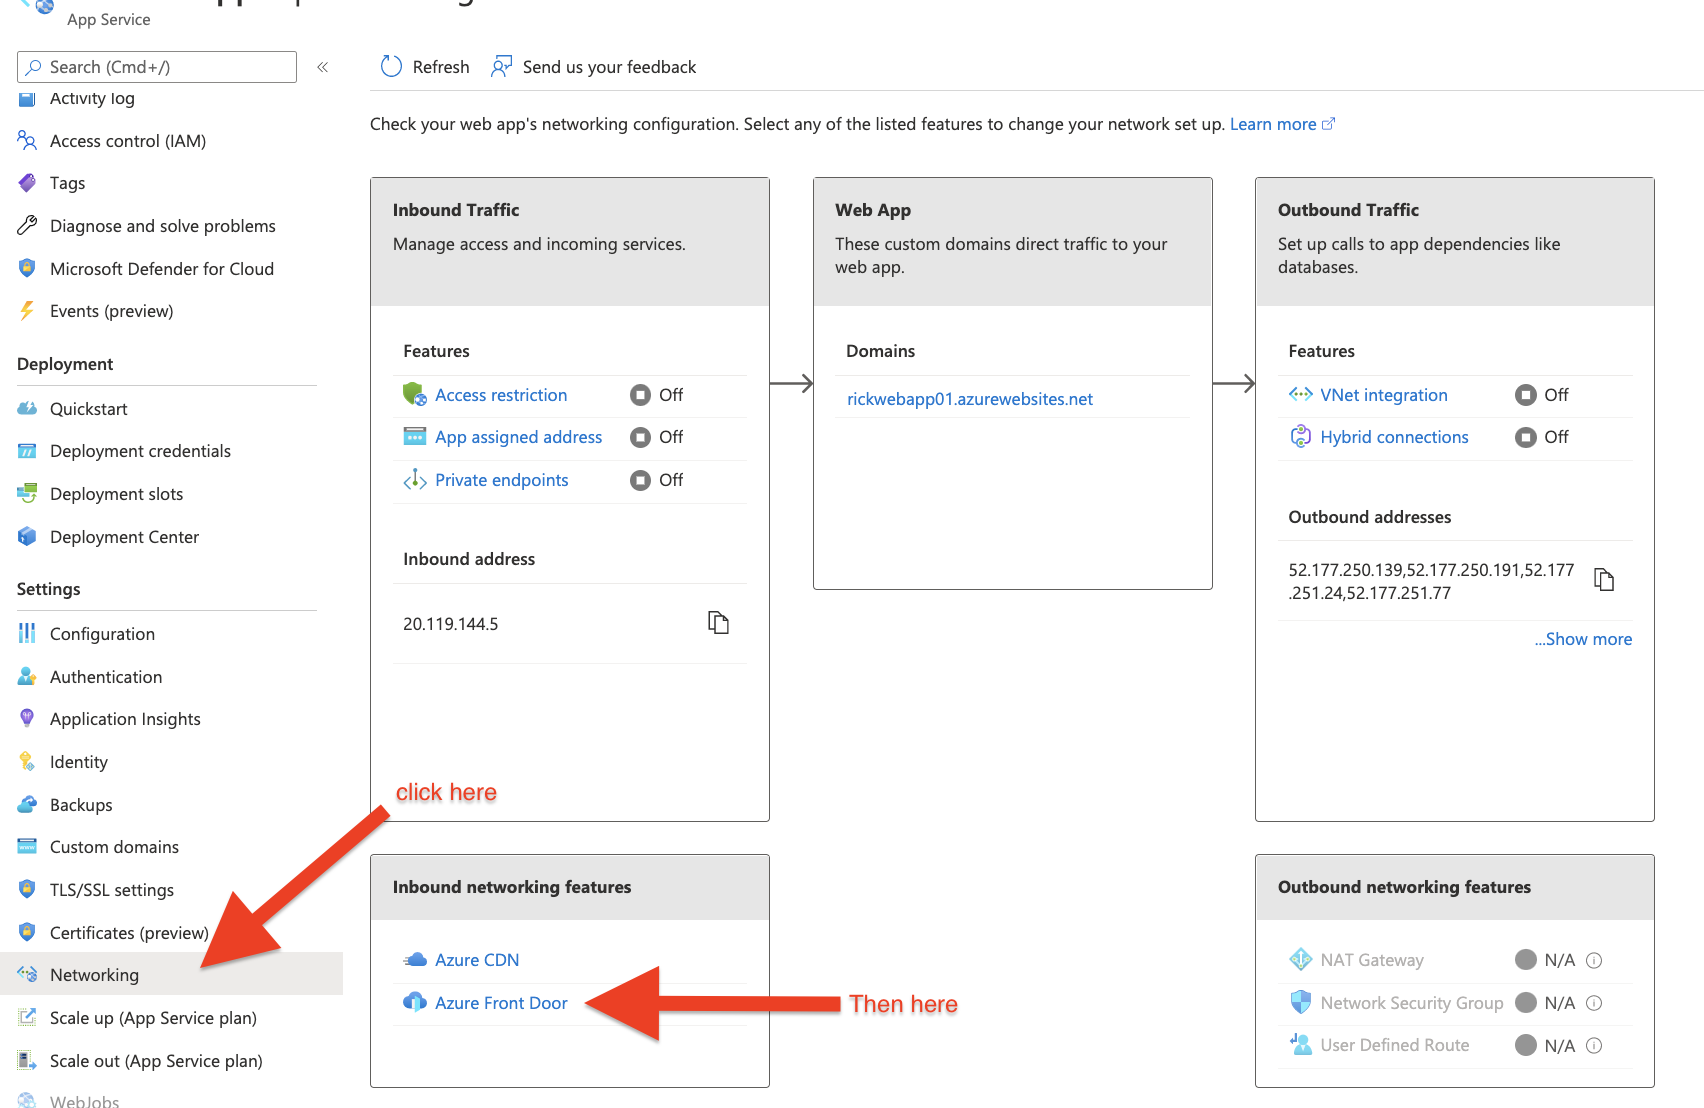 App Service
Search (Cmd+/)
«
Activity log
Access control (IAM)
Tags
Diagnose and solve problems
Microsoft Defender for Cloud
Events (preview)
Deployment
Quickstart
Deployment credentials
Deployment slots
Deployment Center
Settings
Configuration
Authentication
Application Insights
Identity
Backups
Custom domains
TLS/SSL settings
Certificates (preview)
Networking
Scale up (App Service plan)
Scale out (App Service plan)
WebJobs
Refresh
Send us your feedback
Check your web app's networking configuration. Select any of the listed features to change your network set up. Learn more
Inbound Traffic
Manage access and incoming services.
Features
Access restriction Off
App assigned address Off
Private endpoints Off
Inbound address
20.119.144.5
Web App
These custom domains direct traffic to your
web app.
Domains
rickwebapp01.azurewebsites.net
Outbound Traffic
Set up calls to app dependencies like
databases.
Features
VNet integration Off
Hybrid connections Off
Outbound addresses
52.177.250.139,52.177.250.191,52.177
.251.24,52.177.251.77
...Show more
click here
Inbound networking features
Azure CDN
Azure Front Door
Then here
Outbound networking features
NAT Gateway N/A
Network Security Group N/A
User Defined Route N/A